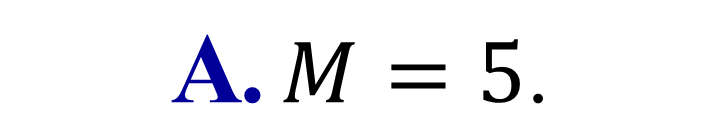 A. M = 5.